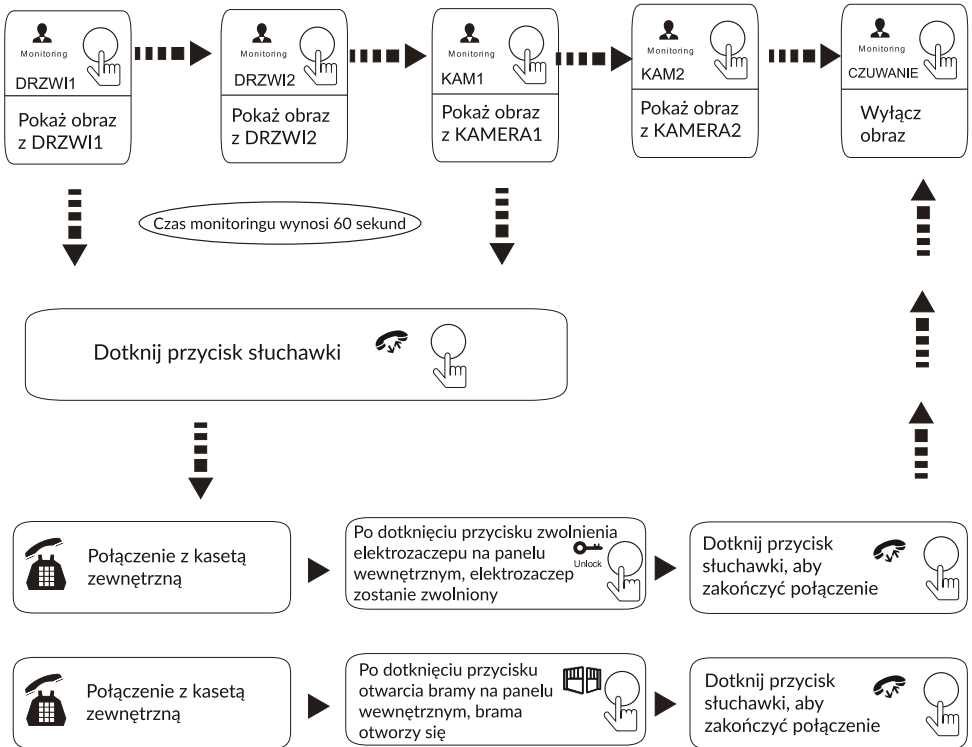 Monitoring
DRZWI1
Pokaż obraz
z DRZWI1
Monitoring
DRZWI2
Pokaż obraz
z DRZWI2
Monitoring
KAM1
Pokaż obraz
z KAMERA1
Monitoring
KAM2
Pokaż obraz
z KAMERA2
Monitoring
CZUWANIE
Wyłącz
obraz
Czas monitoringu wynosi 60 sekund
Dotknij przycisk słuchawki
Połączenie z kasetą
zewnętrzną
Po dotknięciu przycisku zwolnienia
elektrozaczepu na panelu
wewnętrznym, elektrozaczep
zostanie zwolniony
Unlock
Dotknij przycisk
słuchawki, aby
zakończyć połączenie
Połączenie z kasetą
zewnętrzną
Po dotknięciu przycisku
otwarcia bramy na panelu
wewnętrznym, brama
otworzy się
Dotknij przycisk
słuchawki, aby
zakończyć połączenie